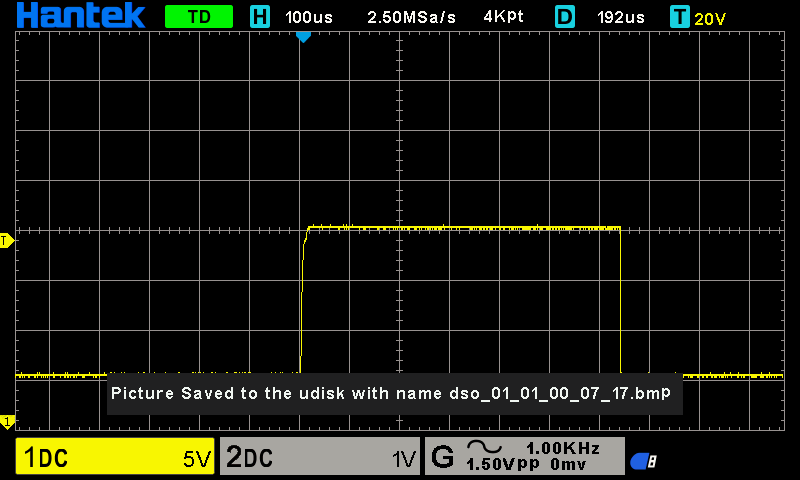 Hantek TD H 100us 2.50MSa/s 4Kpt D 192us T 20V
T
Picture Saved to the udisk with name dso_01_01_00_07_17.bmp
1
1DC 5V 2DC 1V G 1.00KHz
1.50Vpp 0mv 8